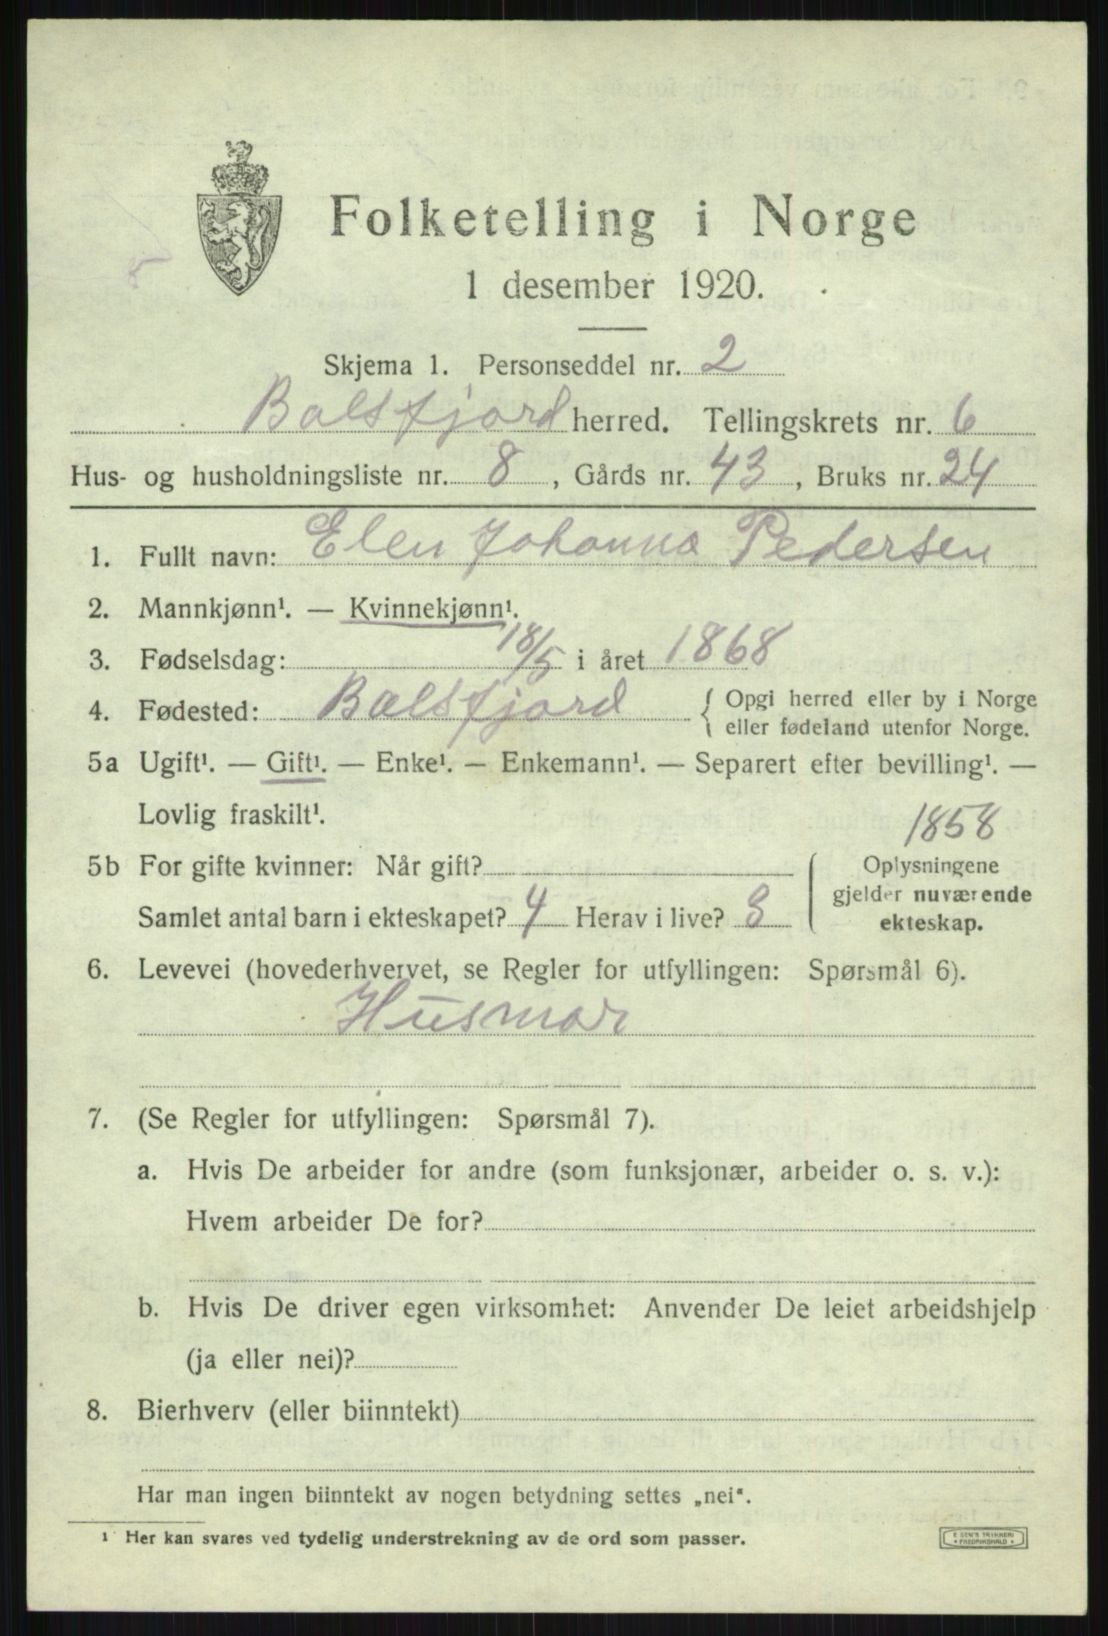 Folketelling i Norge
1 desember 1920.
Skjema 1. Personseddel nr. 2
Balsfjord herred. Tellingskrets nr. 6
Hus- og husholdningsliste nr. 8, Gårds nr. 43, Bruks nr. 24
1. Fullt navn: Elen Johanna Pedersen
2. Mannkjønn¹. — Kvinnekjønn¹.
3. Fødselsdag: 18/5 i året 1868
4. Fødested: Balsfjord { Opgi herred eller by i Norge
eller fødeland utenfor Norge.
5a Ugift¹. — Gift¹. — Enke¹. — Enkemann¹. — Separert efter bevilling¹. —
Lovlig fraskilt¹.
1858
5b For gifte kvinner: Når gift?
Samlet antal barn i ekteskapet? 4 Herav i live? 3
Oplysningene
gjelder nuværende
ekteskap.
6. Levevei (hovederhvervet, se Regler for utfyllingen: Spørsmål 6).
Husmor
7. (Se Regler for utfyllingen: Spørsmål 7).
a. Hvis De arbeider for andre (som funksjonær, arbeider o. s. v.):
Hvem arbeider De for?
b. Hvis De driver egen virksomhet: Anvender De leiet arbeidshjelp
(ja eller nei)?
8. Bierhverv (eller biinntekt)
Har man ingen biinntekt av nogen betydning settes „nei“.
¹ Her kan svares ved tydelig understrekning av de ord som passer.